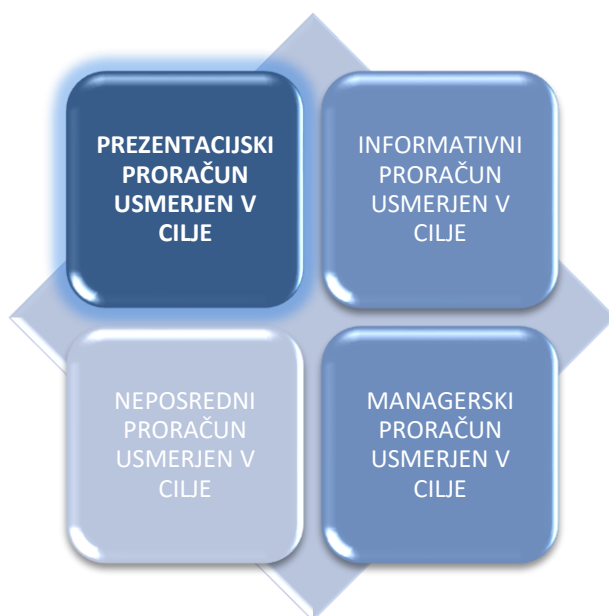 PREZENTACIJSKI
PRORAČUN
USMERJEN V
CILJE
INFORMATIVNI
PRORAČUN
USMERJEN V
CILJE
NEPOSREDNI
PRORAČUN
USMERJEN V
CILJE
MANAGERSKI
PRORAČUN
USMERJEN V
CILJE